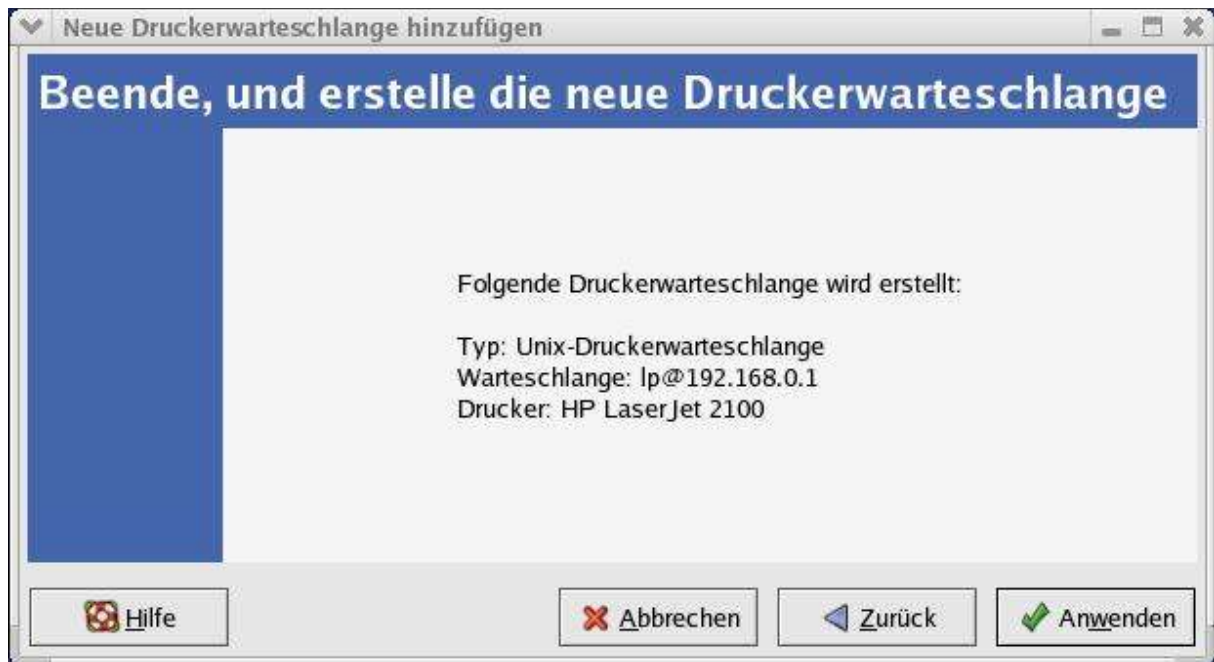 Neue Druckerwarteschlange hinzufügen
Beende, und erstelle die neue Druckerwarteschlange
Folgende Druckerwarteschlange wird erstellt:
Typ: Unix-Druckerwarteschlange
Warteschlange: lp@192.168.0.1
Drucker: HP LaserJet 2100
Hilfe
Abbrechen
Zurück
Anwenden